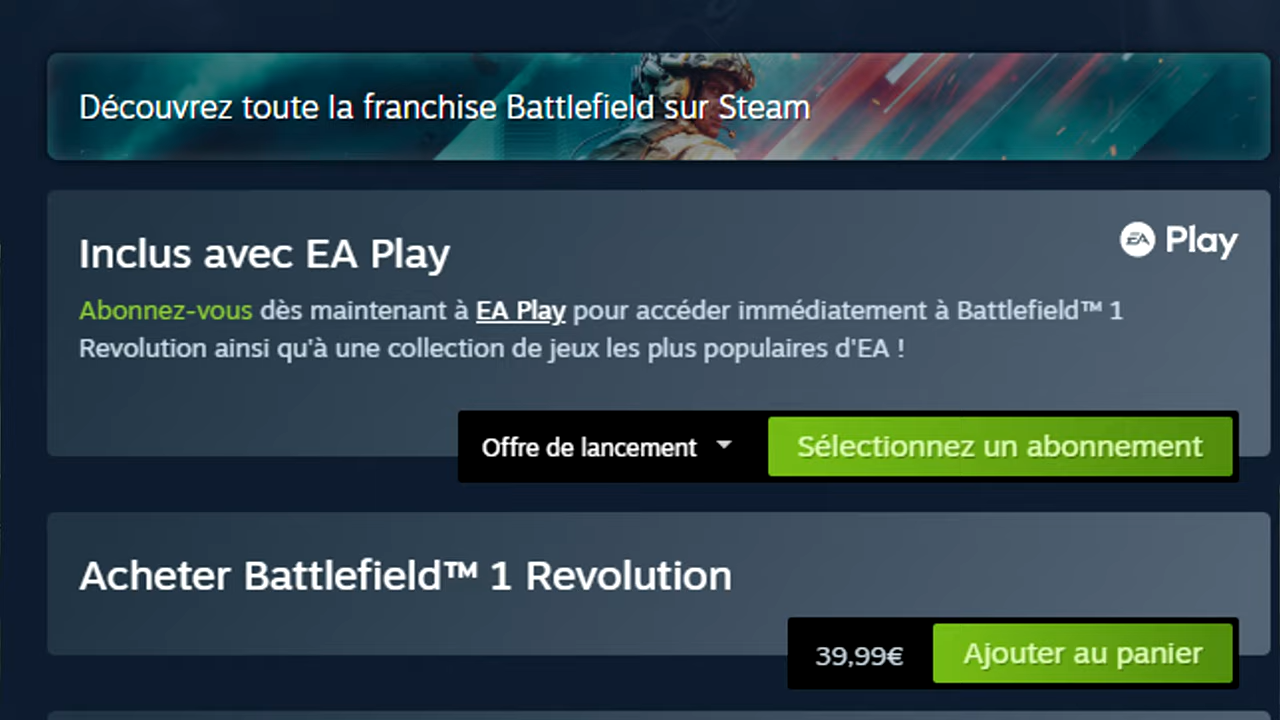 Découvrez toute la franchise Battlefield sur Steam
Inclus avec EA Play
EA Play
Abonnez-vous dès maintenant à EA Play pour accéder immédiatement à Battlefield™ 1
Revolution ainsi qu'à une collection de jeux les plus populaires d'EA !
Offre de lancement
Sélectionnez un abonnement
Acheter Battlefield™ 1 Revolution
39,99€
Ajouter au panier